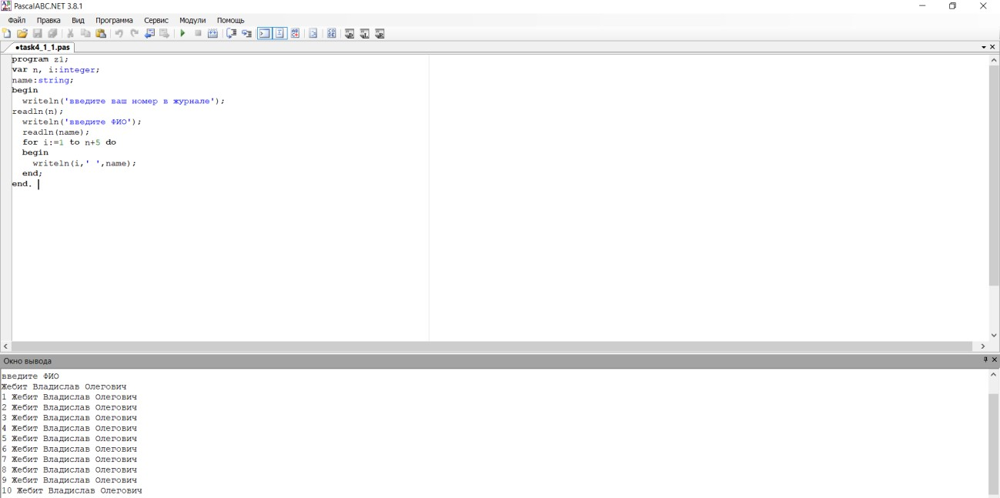 PascalABC.NET 3.8.1
Файл Правка Вид Программа Сервис Модули Помощь
•task4_1_1.pas
program z1;
var n, i:integer;
name:string;
begin
writeln('введите ваш номер в журнале');
readln(n);
writeln('введите ФИО');
readln(name);
for i:=1 to n+5 do
begin
writeln(i,' ',name);
end;
end.
Окно вывода
введите ФИО
Жебит Владислав Олегович
1 Жебит Владислав Олегович
2 Жебит Владислав Олегович
3 Жебит Владислав Олегович
4 Жебит Владислав Олегович
5 Жебит Владислав Олегович
6 Жебит Владислав Олегович
7 Жебит Владислав Олегович
8 Жебит Владислав Олегович
9 Жебит Владислав Олегович
10 Жебит Владислав Олегович